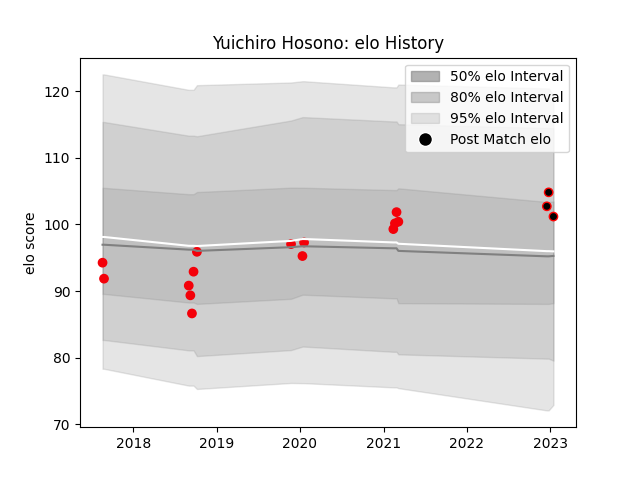 Yuichiro Hosono: elo History
50% elo Interval
80% elo Interval
95% elo Interval
Post Match elo
elo score
120
110
100
90
80
70
2018 2019 2020 2021 2022 2023